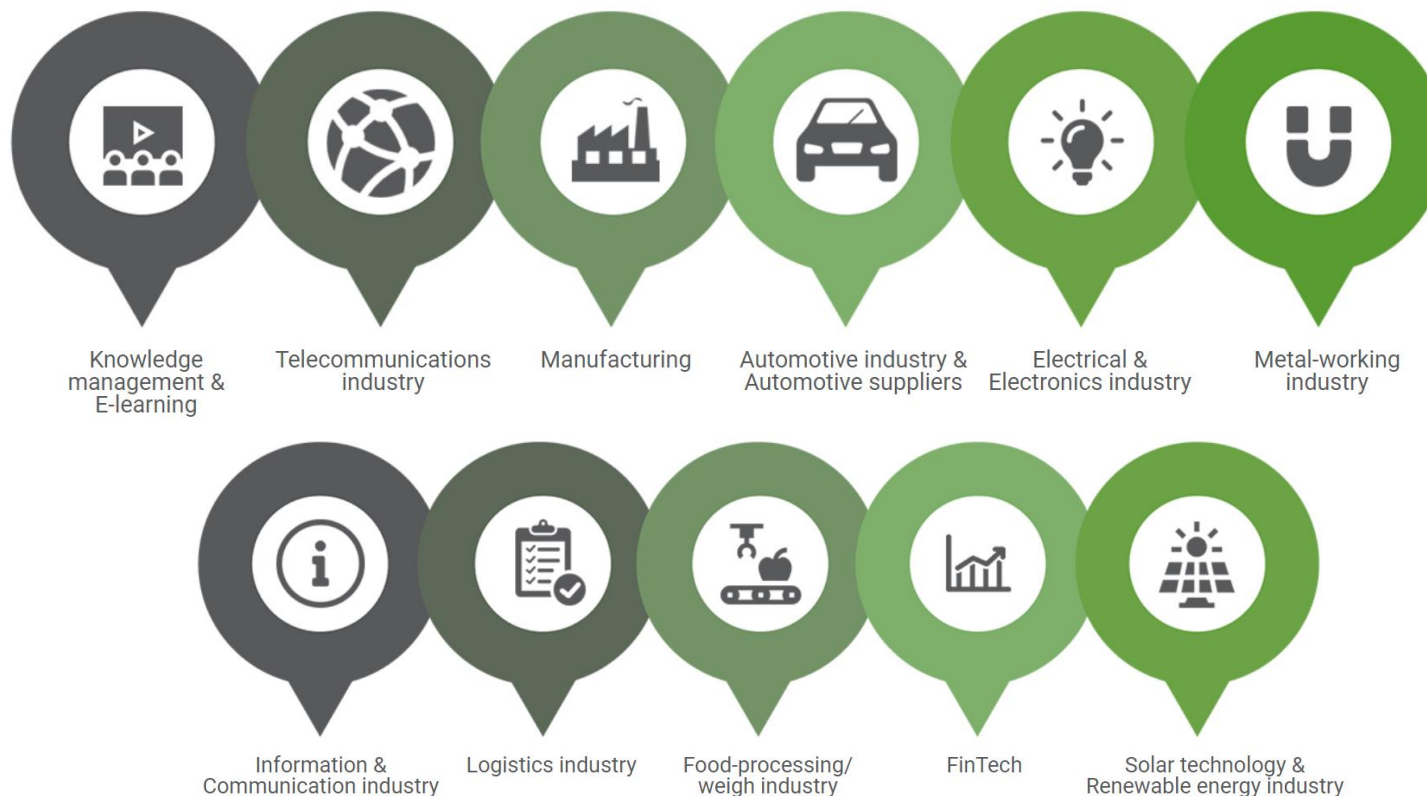 Knowledge
management &
E-learning
Telecommunications
industry
Manufacturing
Automotive industry &
Automotive suppliers
Electrical &
Electronics industry
Metal-working
industry
Information &
Communication industry
Logistics industry
Food-processing/
weigh industry
FinTech
Solar technology &
Renewable energy industry